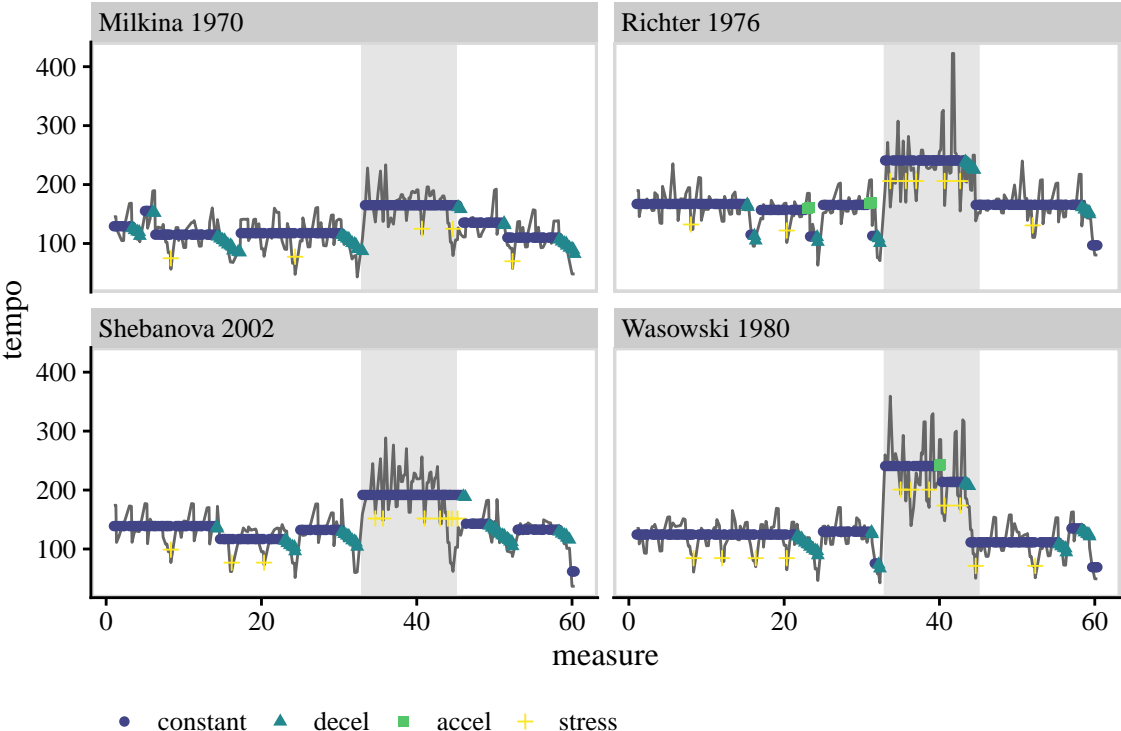 Milkina 1970
Richter 1976
400
300
200
100
Shebanova 2002
Wasowski 1980
400
300
200
100
tempo
0
20
40
60
0
20
40
60
measure
constant
decel
accel
stress